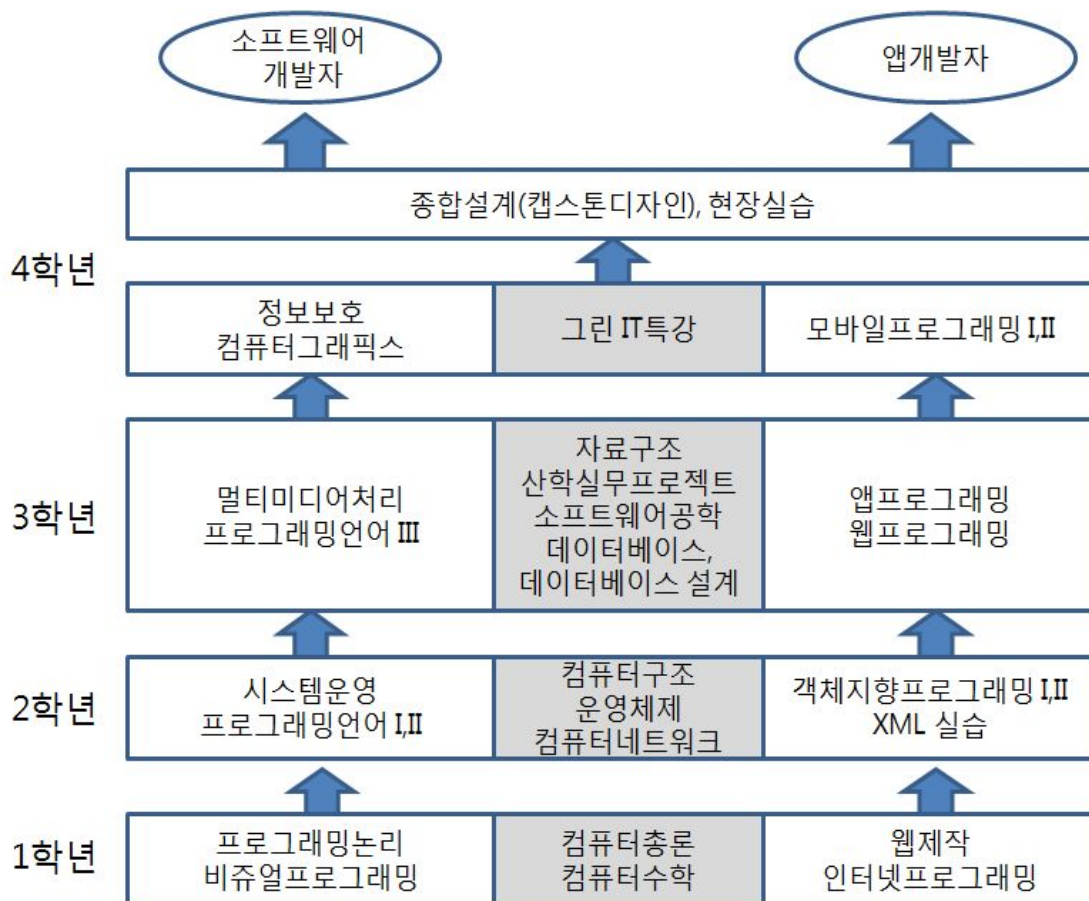 소프트웨어
개발자
앱개발자
종합설계(캡스톤디자인), 현장실습
4학년
정보보호
컴퓨터그래픽스
그린 IT특강
모바일프로그래밍 I,II
3학년
멀티미디어처리
프로그래밍언어 III
자료구조
산학실무프로젝트
소프트웨어공학
데이터베이스,
데이터베이스 설계
앱프로그래밍
웹프로그래밍
2학년
시스템운영
프로그래밍언어 I,II
컴퓨터구조
운영체제
컴퓨터네트워크
객체지향프로그래밍 I,II
XML 실습
1학년
프로그래밍논리
비쥬얼프로그래밍
컴퓨터총론
컴퓨터수학
웹제작
인터넷프로그래밍